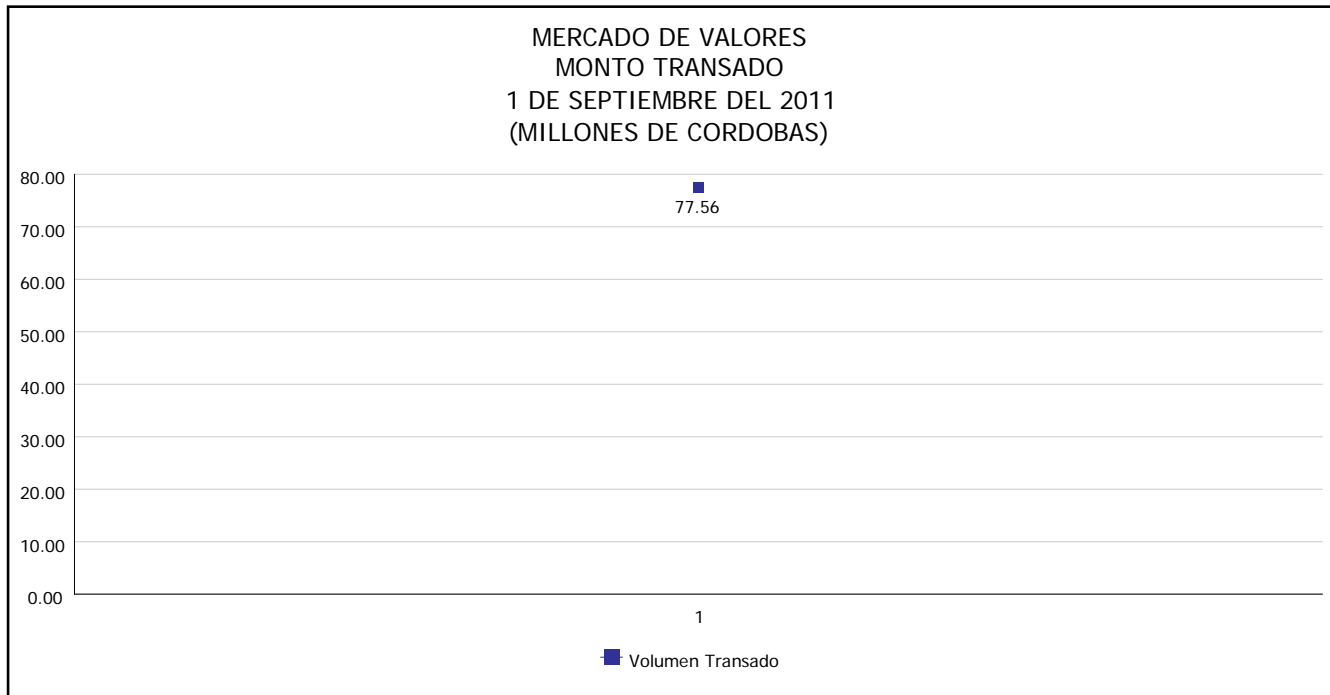 MERCADO DE VALORES
MONTO TRANSADO
1 DE SEPTIEMBRE DEL 2011
(MILLONES DE CORDOBAS)
80.00
77.56
70.00
60.00
50.00
40.00
30.00
20.00
10.00
0.00
1
Volumen Transado